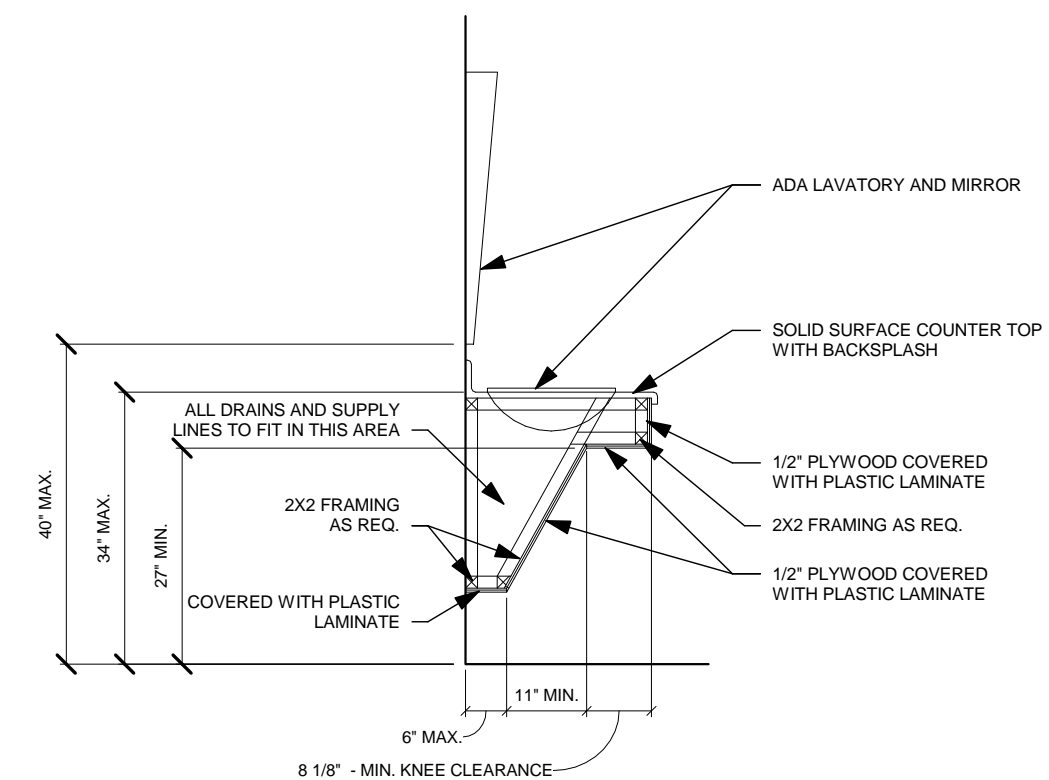 ADA LAVATORY AND MIRROR
SOLID SURFACE COUNTER TOP
WITH BACKSPLASH
ALL DRAINS AND SUPPLY
LINES TO FIT IN THIS AREA
1/2" PLYWOOD COVERED
WITH PLASTIC LAMINATE
2X2 FRAMING
AS REQ.
2X2 FRAMING AS REQ.
1/2" PLYWOOD COVERED
WITH PLASTIC LAMINATE
COVERED WITH PLASTIC
LAMINATE
40" MAX.
34" MAX.
27" MIN.
11" MIN.
6" MAX.
8 1/8" - MIN. KNEE CLEARANCE